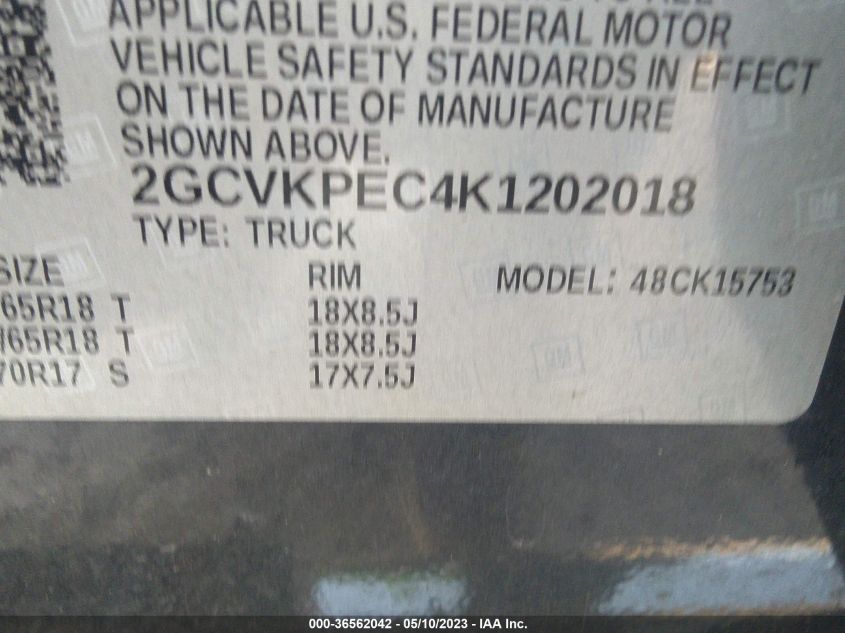 APPLICABLE U.S. FEDERAL MOTOR
VEHICLE SAFETY STANDARDS IN EFFECT
ON THE DATE OF MANUFACTURE
SHOWN ABOVE.
2GCVKPEC4K1202018
TYPE: TRUCK
SIZE RIM MODEL: 48CK15753
65R18 T 18X8.5J
65R18 T 18X8.5J
70R17 S 17X7.5J
GM
000-36562042 - 05/10/2023 - IAA Inc.